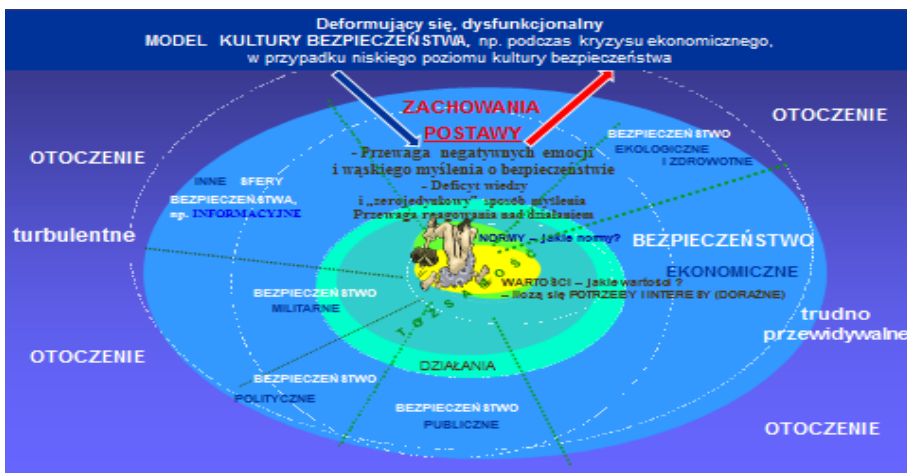 Deformujący się, dysfunkcjonalny
MODEL KULTURY BEZPIECZEŃSTWA, np. podczas kryzysu ekonomicznego,
w przypadku niskiego poziomu kultury bezpieczeństwa
ZACHOWANIA
POSTAWY
- Przewaga negatywnych emocji
i wąskiego myślenia o bezpieczeństwie
- Deficyt wiedzy
i „zerojedynkowy" sposób myślenia
Przewaga reagowania nad działaniem
OTOCZENIE
BEZPIECZEŃSTWO
EKOLOGICZNE
I ZDROWOTNE
OTOCZENIE
INNE SFERY
BEZPIECZEŃSTWA,
np. INFORMACYJNE
turbulentne
NORMY – jakie normy?
BEZPIECZEŃSTWO
EKONOMICZNE
WARTOŚCI – jakie wartości ?
– liczą się POTRZEBY I INTERESY (DORAŹNE)
TOŻSAMOŚĆ
BEZPIECZEŃSTWO
MILITARNE
trudno
przewidywalne
OTOCZENIE
DZIAŁANIA
BEZPIECZEŃSTWO
POLITYCZNE
BEZPIECZEŃSTWO
PUBLICZNE
OTOCZENIE